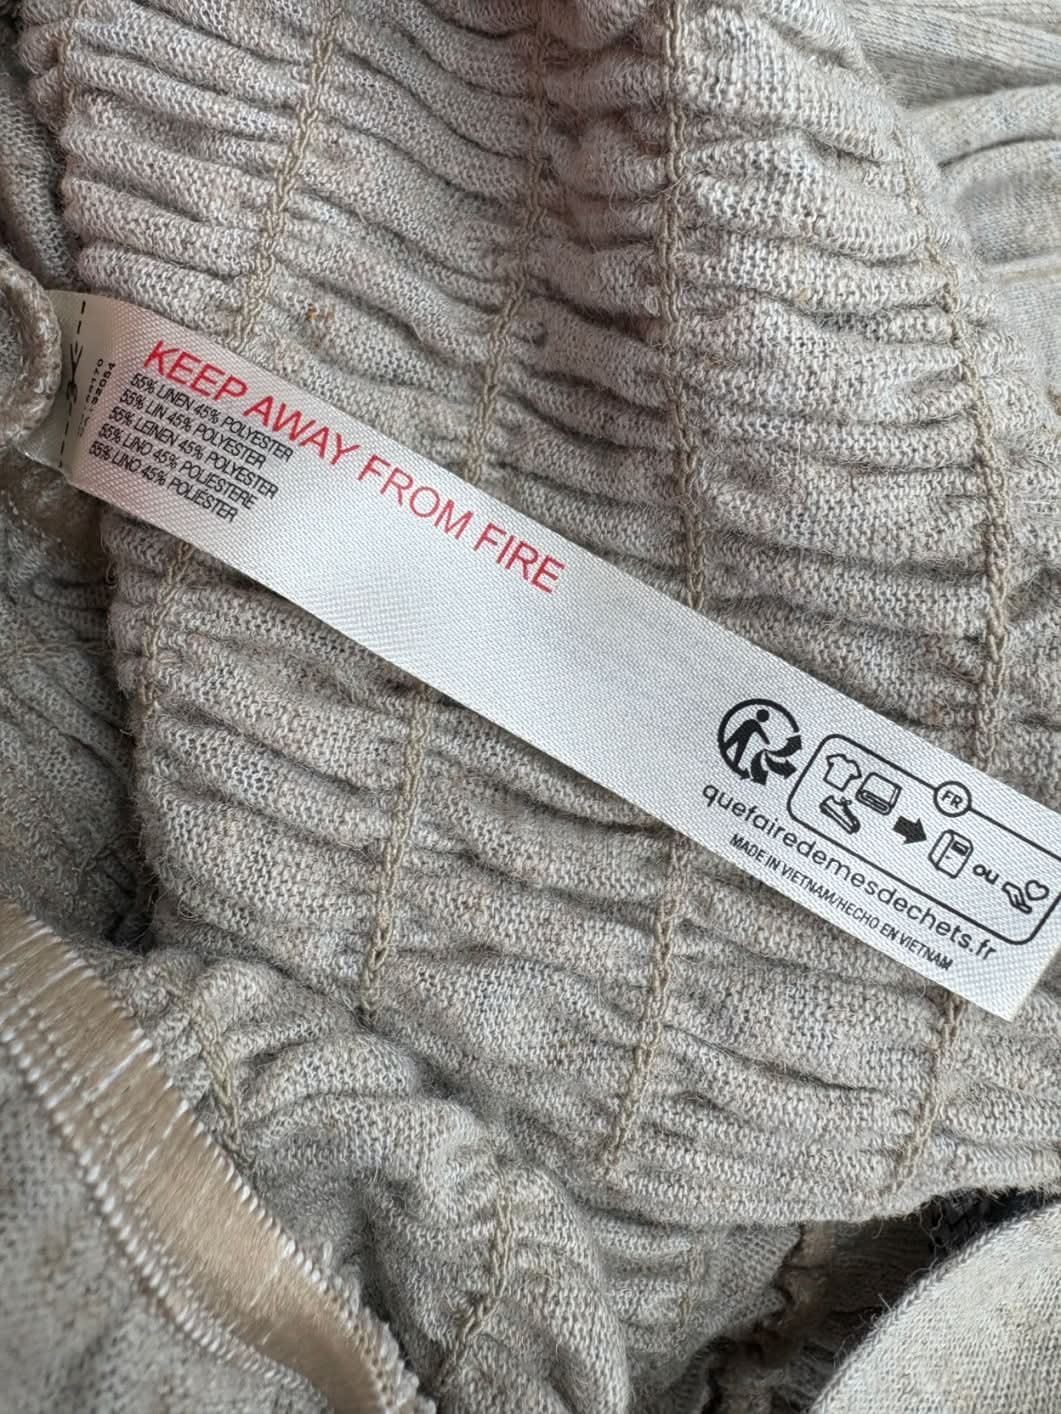 KEEP AWAY FROM FIRE
55% LINEN 45% POLYESTER
55% LIN 45% POLYESTER
55% LEINEN 45% POLYESTER
55% LINO 45% POLIESTERE
55% LINO 45% POLIÉSTER
FR
ou
quefairedemesdechets.fr
MADE IN VIETNAM/HECHO EN VIETNAM